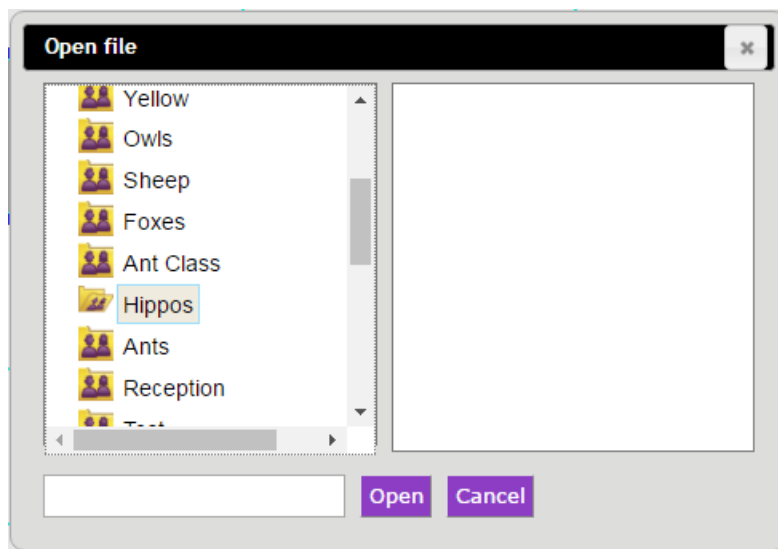 Open file
Yellow
Owls
Sheep
Foxes
Ant Class
Hippos
Ants
Reception
Open Cancel